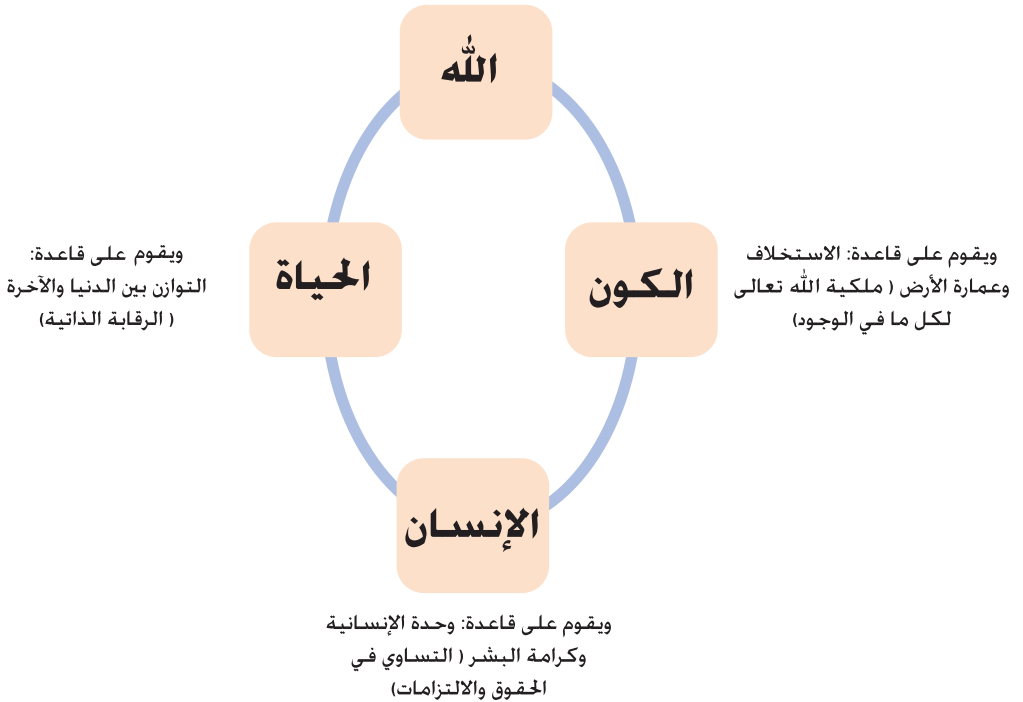 الله
الكون
ويقوم على قاعدة: الاستخلاف
وعمارة الأرض ( ملكية الله تعالى
لكل ما في الوجود)
الحياة
ويقوم على قاعدة:
التوازن بين الدنيا والآخرة
( الرقابة الذاتية)
الإنسان
ويقوم على قاعدة: وحدة الإنسانية
وكرامة البشر ( التساوي في
الحقوق والالتزامات)